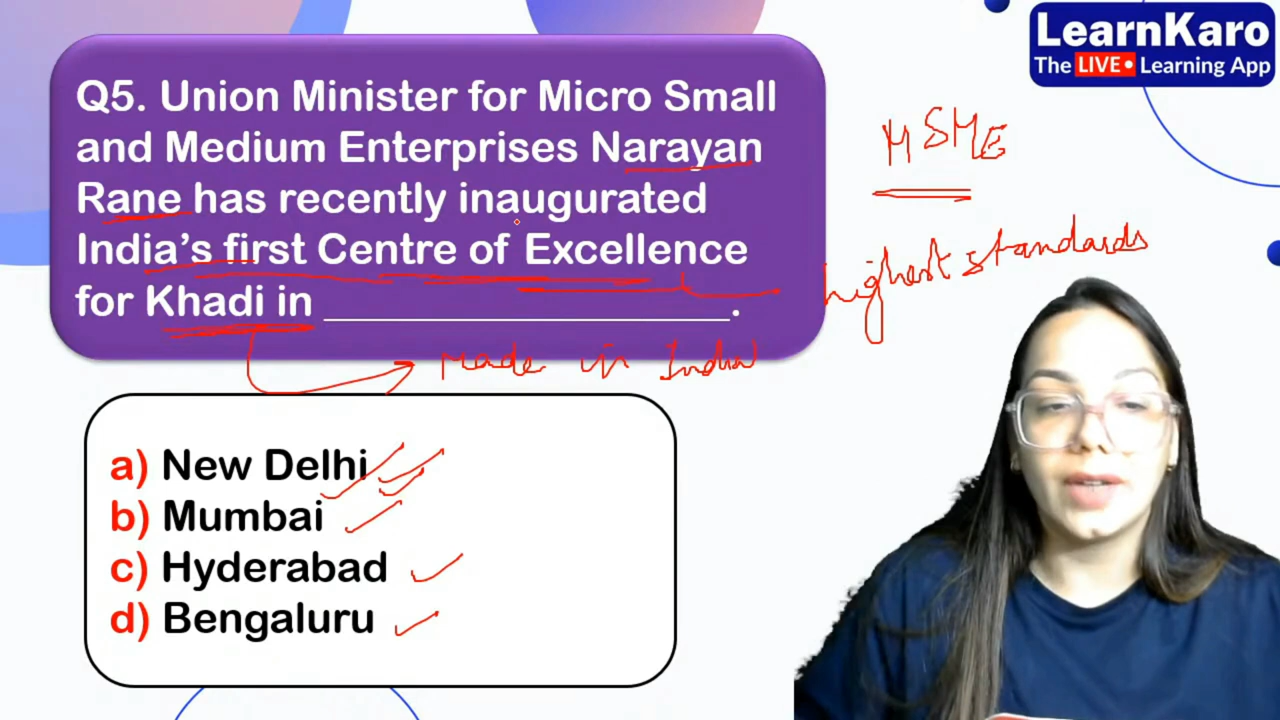 LearnKaro
The LIVE• Learning App
Q5. Union Minister for Micro Small
and Medium Enterprises Narayan
Rane has recently inaugurated
India’s first Centre of Excellence
for Khadi in ____________________.
MSME
highest standards
Made in India
a) New Delhi
b) Mumbai
c) Hyderabad
d) Bengaluru